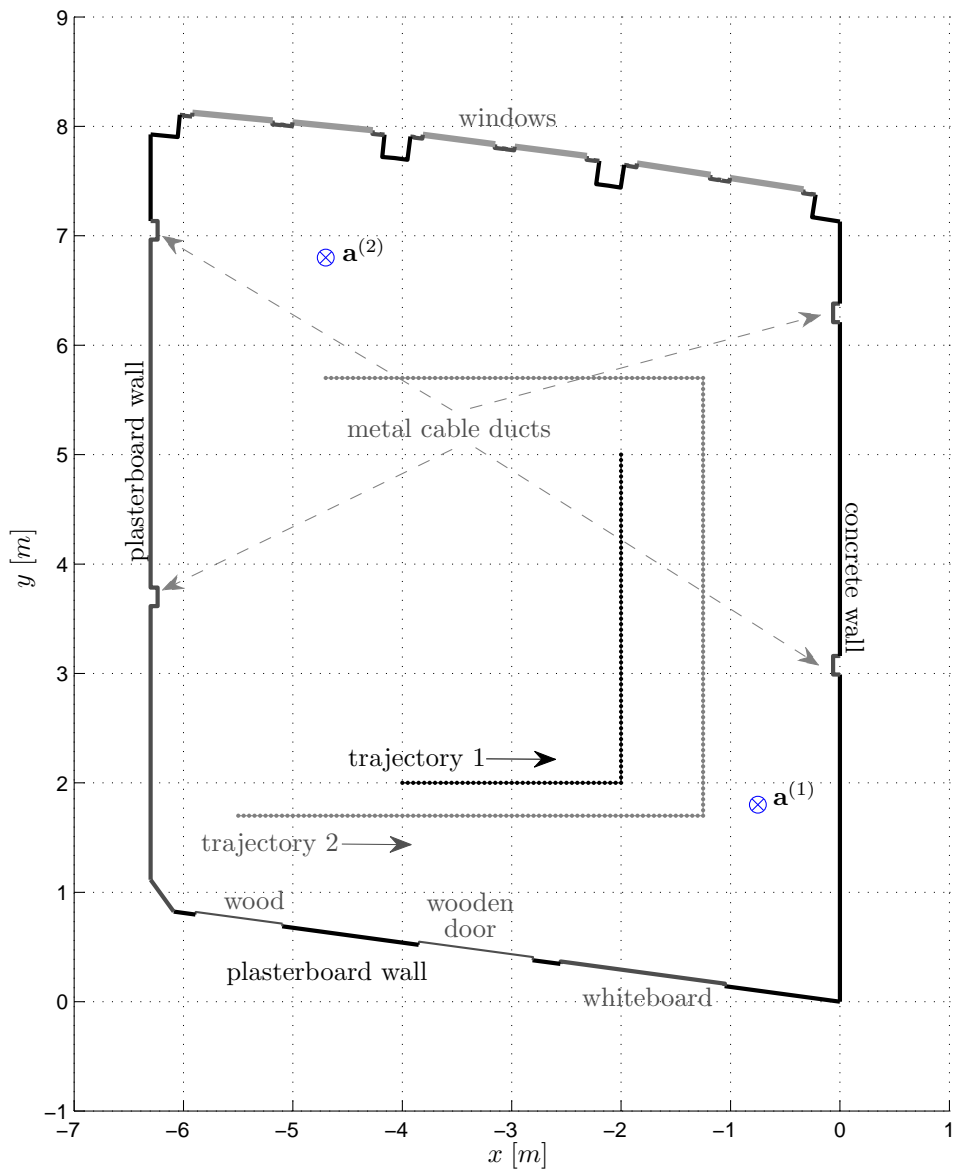 9
8
7
6
5
4
3
2
1
0
−1
−7
−6
−5
−4
−3
−2
−1
0
1
x [m]
y [m]
windows
a(2)
plasterboard wall
metal cable ducts
concrete wall
trajectory 1
a(1)
trajectory 2
wood
wooden
door
plasterboard wall
whiteboard